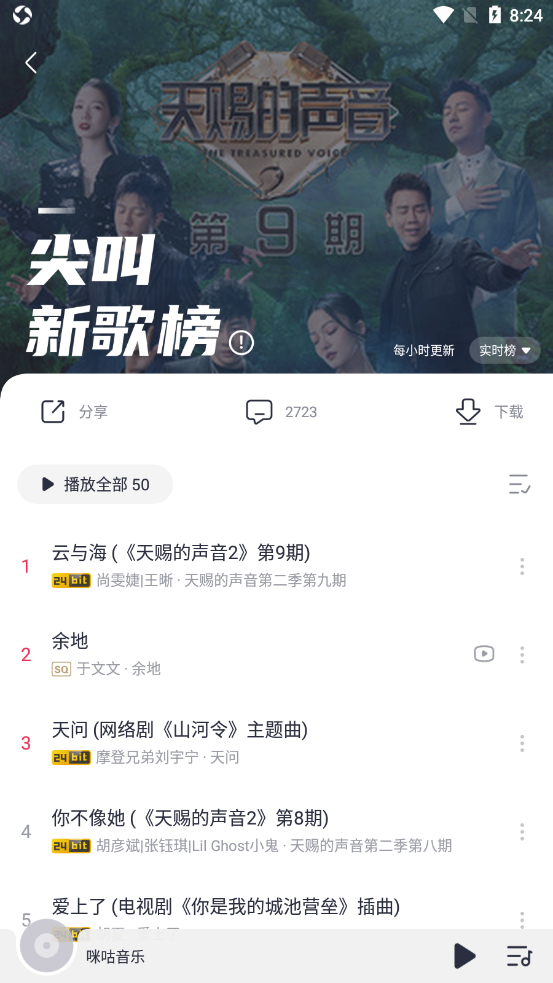 8:24
天赐的声音
THE TREASURED VOICE
2
第9期
尖叫
新歌榜
每小时更新
实时榜
分享
2723
下载
播放全部 50
1
云与海 (《天赐的声音2》第9期)
24bit 尚雯婕|王晰 · 天赐的声音第二季第九期
2
余地
SQ 于文文 · 余地
3
天问 (网络剧《山河令》主题曲)
24bit 摩登兄弟刘宇宁 · 天问
4
你不像她 (《天赐的声音2》第8期)
24bit 胡彦斌|张钰琪|Lil Ghost小鬼 · 天赐的声音第二季第八期
5
爱上了 (电视剧《你是我的城池营垒》插曲)
咪咕音乐